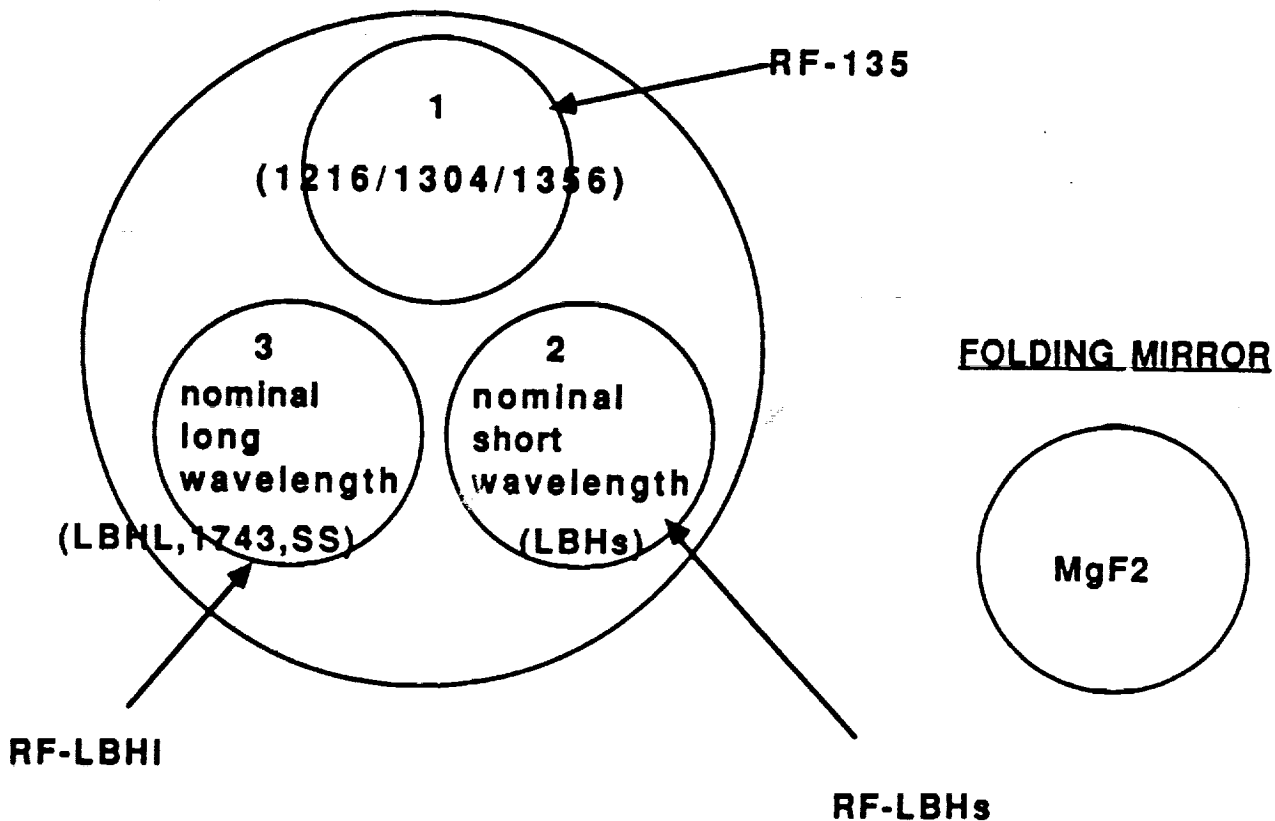 RF-135
1
(1216/1304/1356)
3
nominal
long
wavelength
(LBHL,1743,SS)
2
nominal
short
wavelength
(LBHs)
FOLDING MIRROR
MgF2
RF-LBHl
RF-LBHs